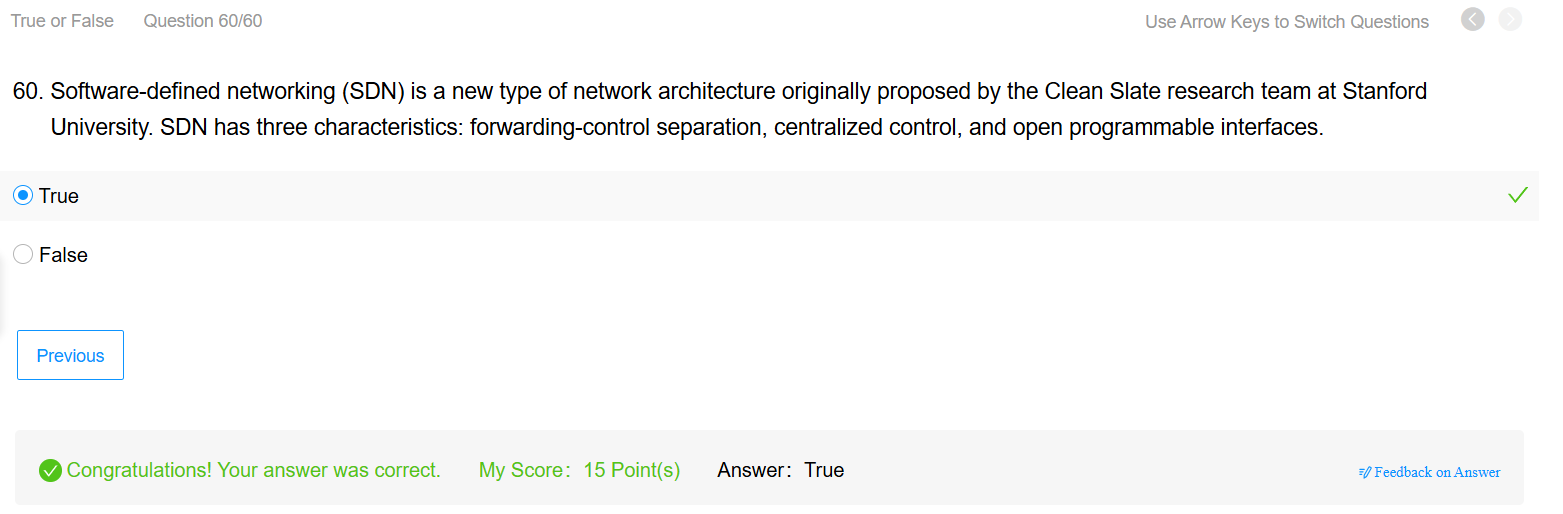 True or False Question 60/60 Use Arrow Keys to Switch Questions
60. Software-defined networking (SDN) is a new type of network architecture originally proposed by the Clean Slate research team at Stanford
University. SDN has three characteristics: forwarding-control separation, centralized control, and open programmable interfaces.
True
False
Previous
Congratulations! Your answer was correct. My Score: 15 Point(s) Answer: True Feedback on Answer